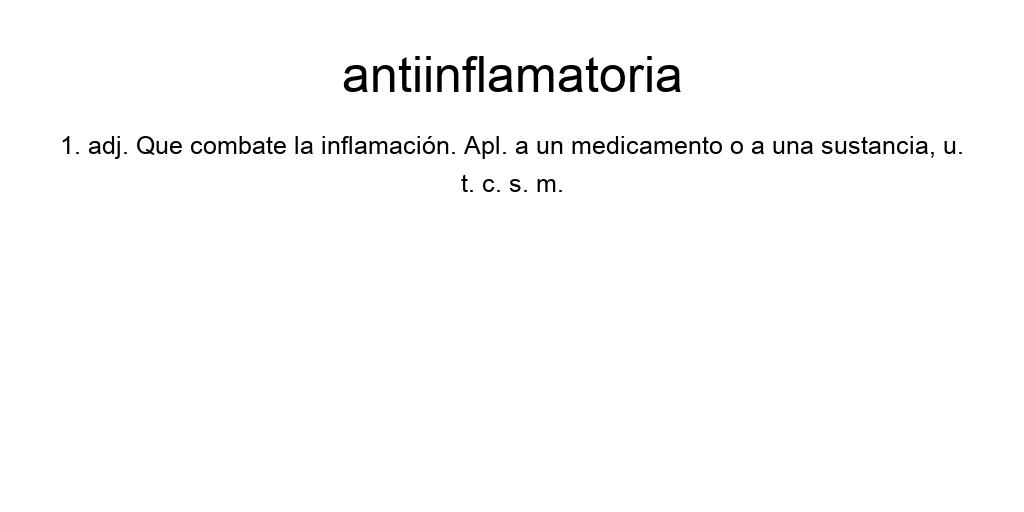 antiinflamatoria
1. adj. Que combate la inflamación. Apl. a un medicamento o a una sustancia, u.
t. c. s. m.